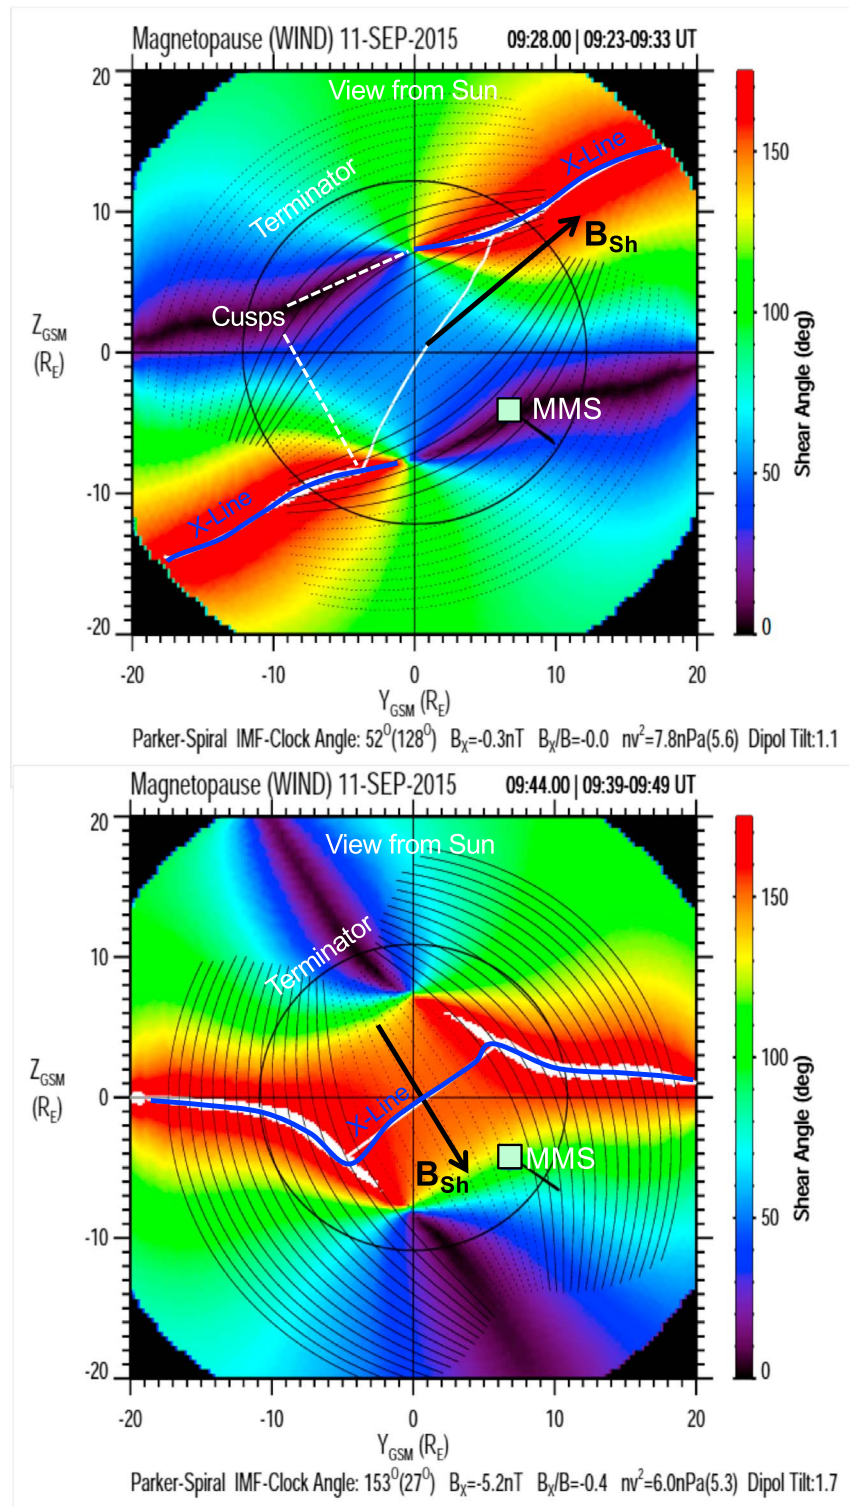 Magnetopause (WIND) 11-SEP-2015 09:28.00 | 09:23-09:33 UT
20
View from Sun
X-Line
150
Terminator
10
B_Sh
Cusps
Z_GSM
(R_E)
0
100
Shear Angle (deg)
MMS
50
-10
X-Line
-20
0
-20 -10 0 10 20
Y_GSM (R_E)
Parker-Spiral IMF-Clock Angle: 52⁰(128⁰) B_X=-0.3nT B_X/B=-0.0 nv²=7.8nPa(5.6) Dipol Tilt:1.1
Magnetopause (WIND) 11-SEP-2015 09:44.00 | 09:39-09:49 UT
20
View from Sun
150
Terminator
10
Z_GSM
(R_E)
0
100
Shear Angle (deg)
X-Line
MMS
B_Sh
50
-10
-20
0
-20 -10 0 10 20
Y_GSM (R_E)
Parker-Spiral IMF-Clock Angle: 153⁰(27⁰) B_X=-5.2nT B_X/B=-0.4 nv²=6.0nPa(5.3) Dipol Tilt:1.7